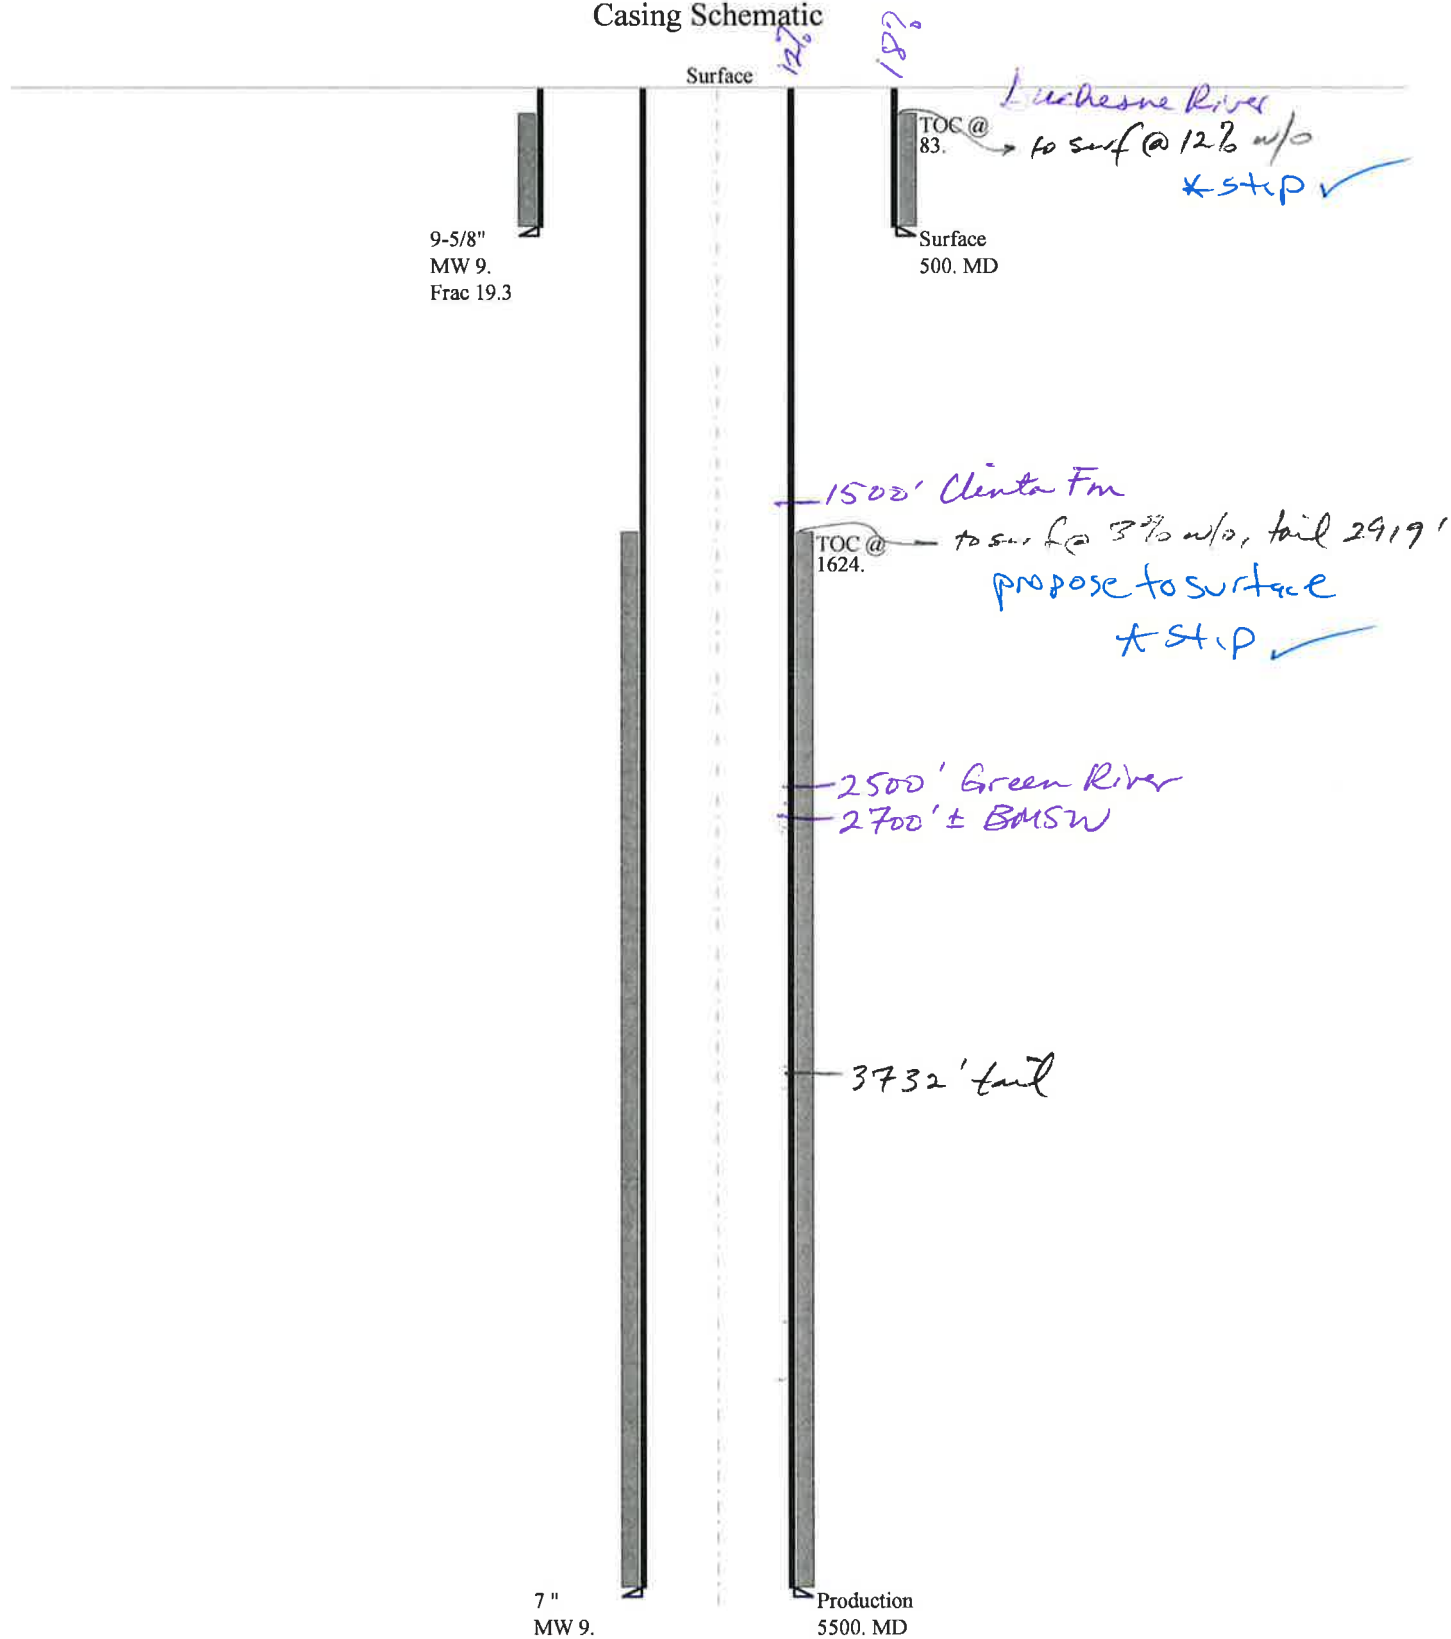 Casing Schematic
12%
18%
Surface
Duchesne River
TOC @
83.
to surf @ 12% w/o
* stip ✓
9-5/8"
MW 9.
Frac 19.3
Surface
500. MD
1500' Uinta Fm
TOC @
1624.
to surf @ 3% w/o, tail 2919'
propose to surface
* stip ✓
2500' Green River
2700' ± BMSW
3732' tail
7 "
MW 9.
Production
5500. MD